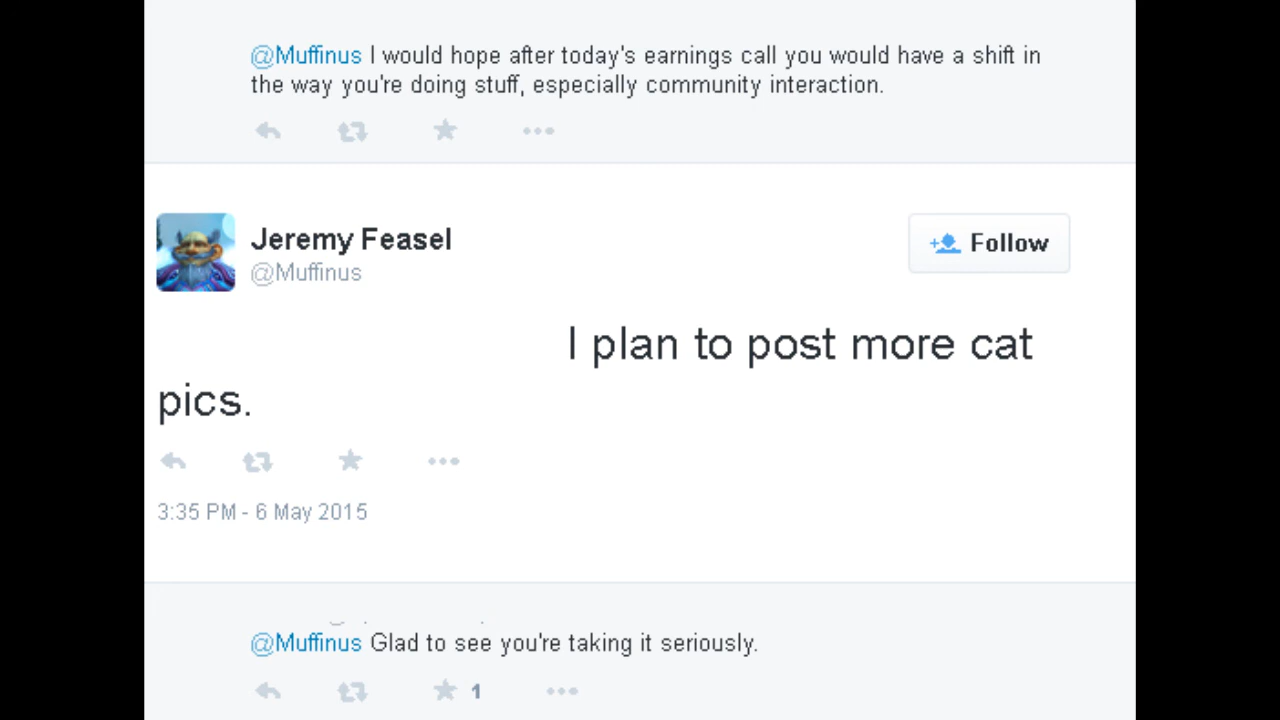 @Muffinus I would hope after today's earnings call you would have a shift in
the way you're doing stuff, especially community interaction.
Jeremy Feasel
Follow
@Muffinus
I plan to post more cat
pics.
3:35 PM - 6 May 2015
@Muffinus Glad to see you're taking it seriously.
1